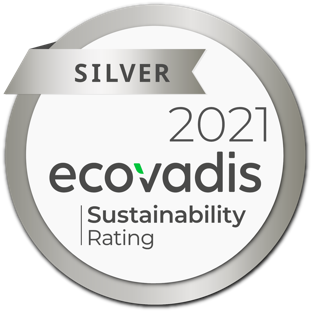 SILVER
2021
ecovadis
Sustainability
Rating